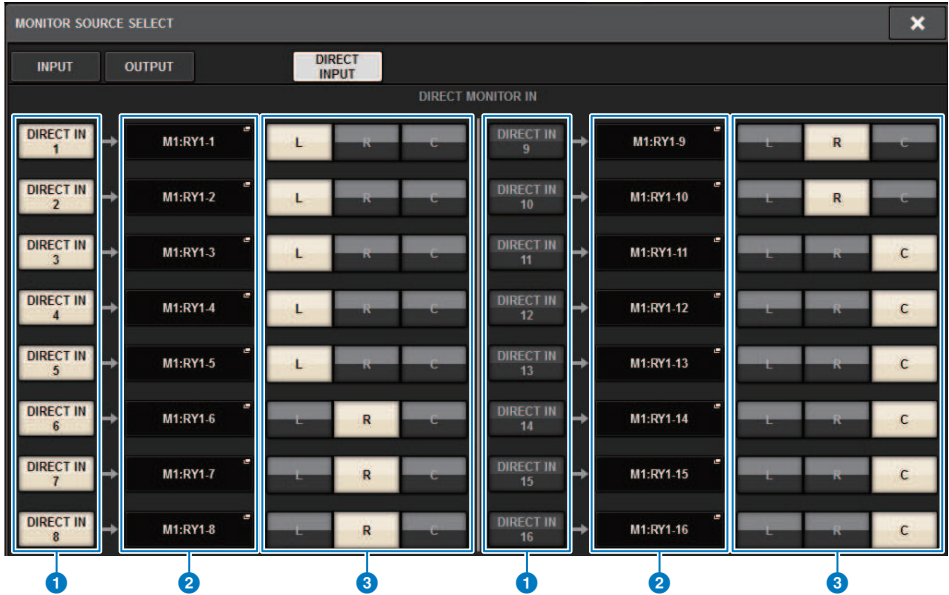 MONITOR SOURCE SELECT
INPUT OUTPUT DIRECT INPUT
DIRECT MONITOR IN
DIRECT IN 1 M1:RY1-1 L R C DIRECT IN 9 M1:RY1-9 L R C
DIRECT IN 2 M1:RY1-2 L R C DIRECT IN 10 M1:RY1-10 L R C
DIRECT IN 3 M1:RY1-3 L R C DIRECT IN 11 M1:RY1-11 L R C
DIRECT IN 4 M1:RY1-4 L R C DIRECT IN 12 M1:RY1-12 L R C
DIRECT IN 5 M1:RY1-5 L R C DIRECT IN 13 M1:RY1-13 L R C
DIRECT IN 6 M1:RY1-6 L R C DIRECT IN 14 M1:RY1-14 L R C
DIRECT IN 7 M1:RY1-7 L R C DIRECT IN 15 M1:RY1-15 L R C
DIRECT IN 8 M1:RY1-8 L R C DIRECT IN 16 M1:RY1-16 L R C
1 2 3 1 2 3